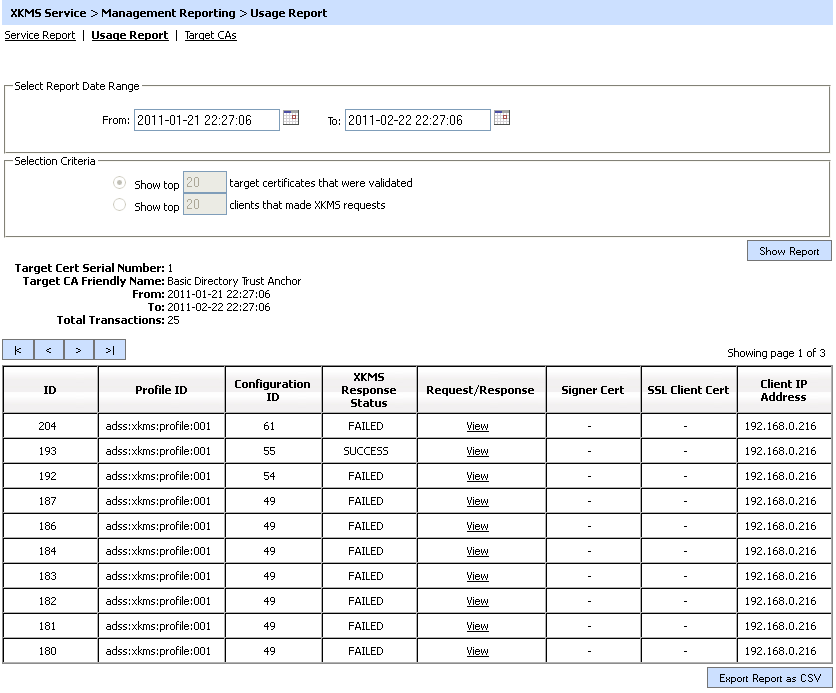 XKMS Service > Management Reporting > Usage Report
Service Report | Usage Report | Target CAs
Select Report Date Range
From: 2011-01-21 22:27:06 To: 2011-02-22 22:27:06
Selection Criteria
Show top 20 target certificates that were validated
Show top 20 clients that made XKMS requests
Show Report
Target Cert Serial Number: 1
Target CA Friendly Name: Basic Directory Trust Anchor
From: 2011-01-21 22:27:06
To: 2011-02-22 22:27:06
Total Transactions: 25
|< < > >| Showing page 1 of 3
ID Profile ID Configuration ID XKMS Response Status Request/Response Signer Cert SSL Client Cert Client IP Address
204 adss:xkms:profile:001 61 FAILED View - - 192.168.0.216
193 adss:xkms:profile:001 55 SUCCESS View - - 192.168.0.216
192 adss:xkms:profile:001 54 FAILED View - - 192.168.0.216
187 adss:xkms:profile:001 49 FAILED View - - 192.168.0.216
186 adss:xkms:profile:001 49 FAILED View - - 192.168.0.216
184 adss:xkms:profile:001 49 FAILED View - - 192.168.0.216
183 adss:xkms:profile:001 49 FAILED View - - 192.168.0.216
182 adss:xkms:profile:001 49 FAILED View - - 192.168.0.216
181 adss:xkms:profile:001 49 FAILED View - - 192.168.0.216
180 adss:xkms:profile:001 49 FAILED View - - 192.168.0.216
Export Report as CSV